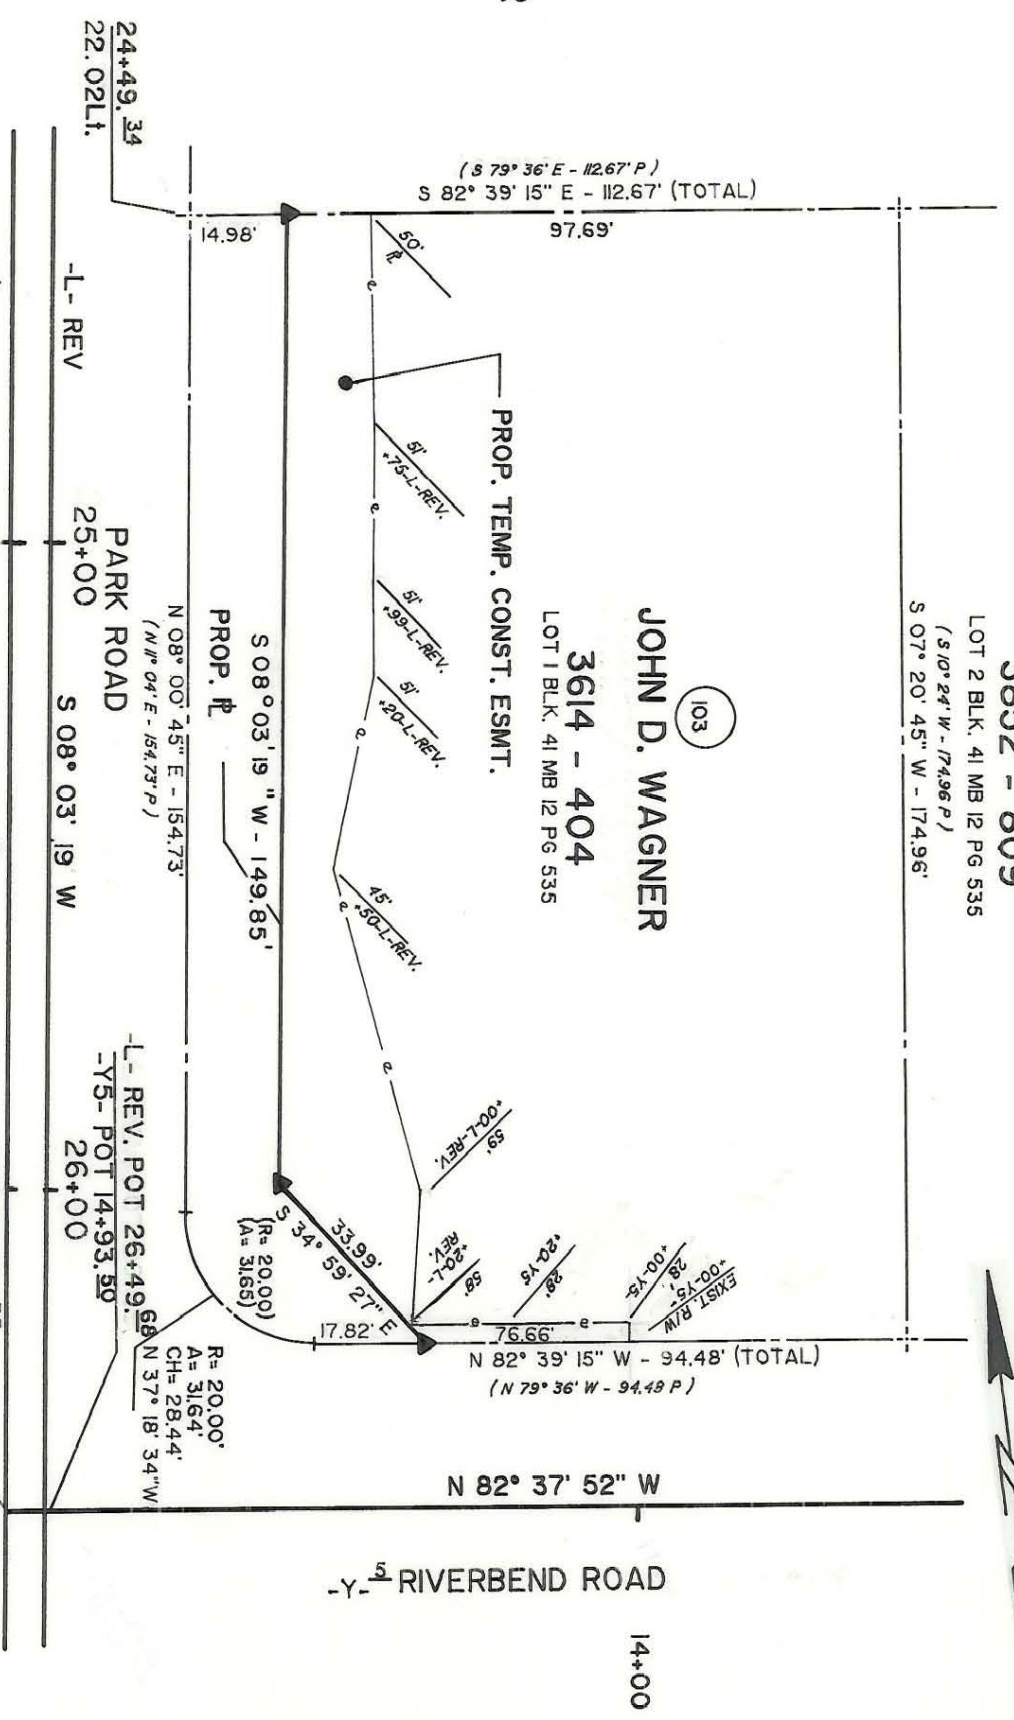 24+49.34
22.02Lt.
(S 79° 36' E - 112.67' P)
S 82° 39' 15" E - 112.67' (TOTAL)
14.98'
97.69'
50'
-L- REV
PROP. TEMP. CONST. ESMT.
51'
+75-L-REV.
51'
+99-L-REV.
51'
+20-L-REV.
45'
+50-L-REV.
59'
+00-L-REV.
58'
+20-L-
REV.
28'
+20-Y5
28'
+00-Y5-
EXIST. R/W
+00-Y5-
103
JOHN D. WAGNER
3614 - 404
LOT 1 BLK. 41 MB 12 PG 535
LOT 2 BLK. 41 MB 12 PG 535
(S 10° 24' W - 174.96 P)
S 07° 20' 45" W - 174.96'
S 08° 03' 19" W - 149.85'
PROP.
N 08° 00' 45" E - 154.73'
(N 11° 04' E - 154.73' P)
PARK ROAD
25+00
S 08° 03' 19 W
-L- REV. POT 26+49.68
-Y5- POT 14+93.50
26+00
33.99'
S 34° 59' 27" E
(R= 20.00')
(A= 31.65')
17.82'
76.66'
N 82° 39' 15" W - 94.48' (TOTAL)
(N 79° 36' W - 94.49 P)
R= 20.00'
A= 31.64'
CH= 28.44'
N 37° 18' 34" W
N 82° 37' 52" W
-Y-5 RIVERBEND ROAD
14+00